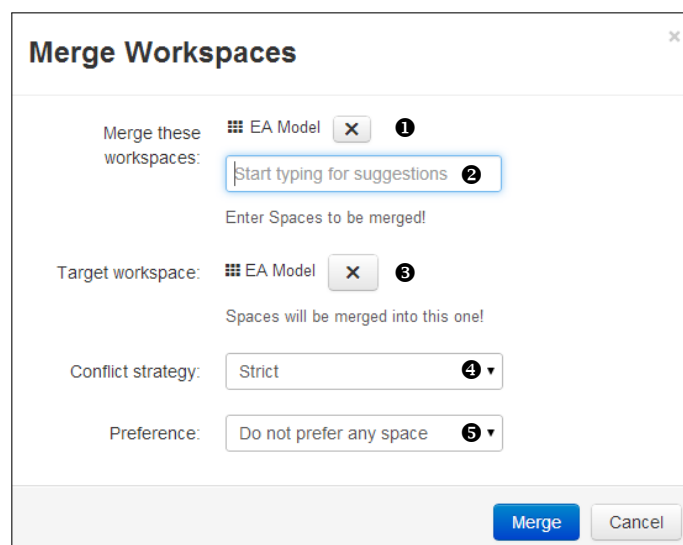 ×
Merge Workspaces
Merge these workspaces:
EA Model ✕ ❶
Start typing for suggestions ❷
Enter Spaces to be merged!
Target workspace: EA Model ✕ ❸
Spaces will be merged into this one!
Conflict strategy: Strict ❹ ▾
Preference: Do not prefer any space ❺ ▾
Merge Cancel